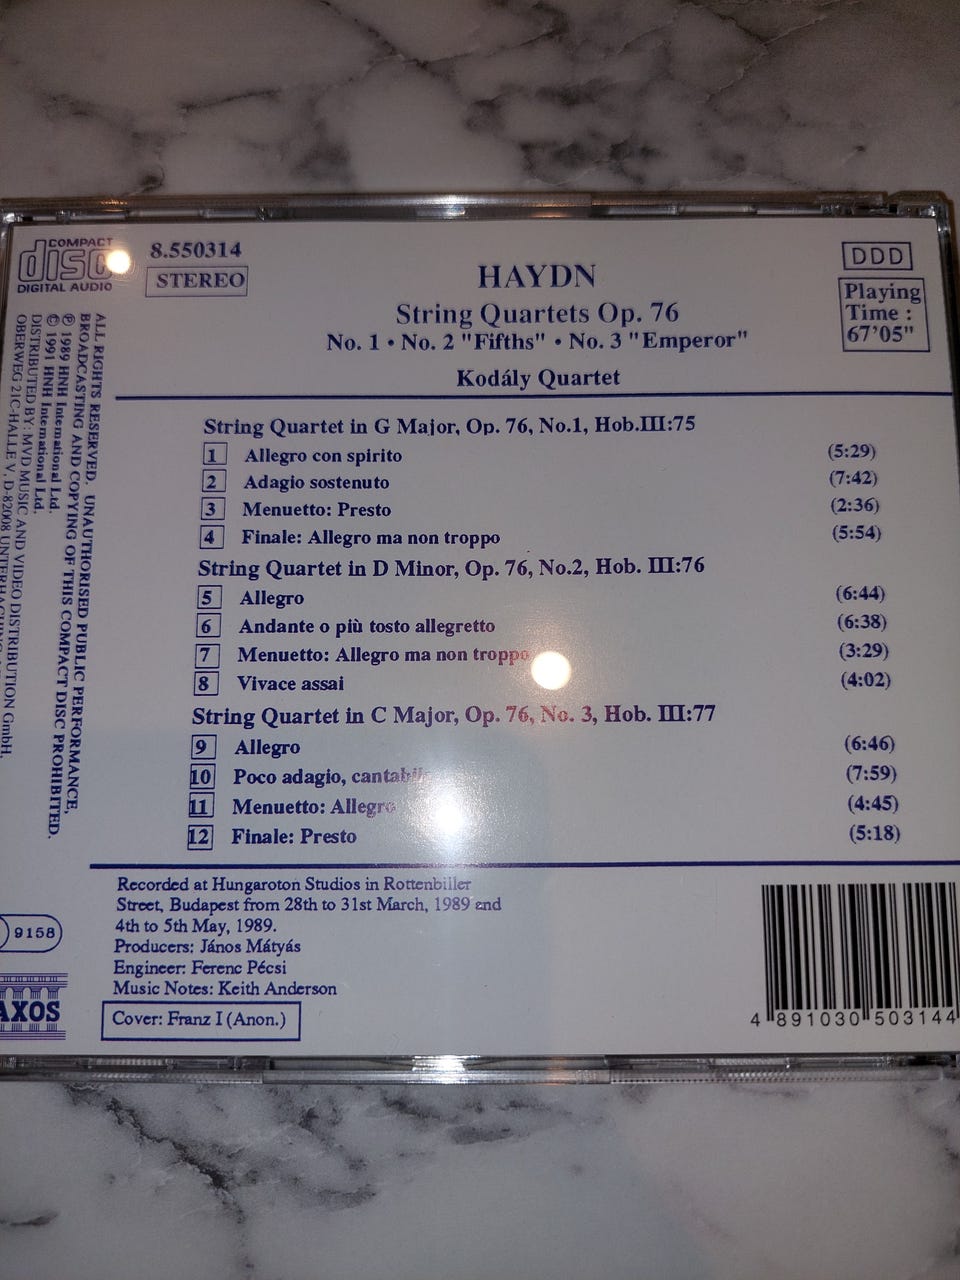 COMPACT
disc
DIGITAL AUDIO
8.550314
STEREO
HAYDN
String Quartets Op. 76
No. 1 • No. 2 "Fifths" • No. 3 "Emperor"
Kodály Quartet
DDD
Playing
Time :
67'05"
String Quartet in G Major, Op. 76, No.1, Hob.III:75
1 Allegro con spirito (5:29)
2 Adagio sostenuto (7:42)
3 Menuetto: Presto (2:36)
4 Finale: Allegro ma non troppo (5:54)
String Quartet in D Minor, Op. 76, No.2, Hob. III:76
5 Allegro (6:44)
6 Andante o più tosto allegretto (6:38)
7 Menuetto: Allegro ma non troppo (3:29)
8 Vivace assai (4:02)
String Quartet in C Major, Op. 76, No. 3, Hob. III:77
9 Allegro (6:46)
10 Poco adagio, cantabile (7:59)
11 Menuetto: Allegro (4:45)
12 Finale: Presto (5:18)
Recorded at Hungaroton Studios in Rottenbiller
Street, Budapest from 28th to 31st March, 1989 and
4th to 5th May, 1989.
Producers: János Mátyás
Engineer: Ferenc Pécsi
Music Notes: Keith Anderson
Cover: Franz I (Anon.)
4 891030 503144
9158
AXOS
ALL RIGHTS RESERVED. UNAUTHORISED PUBLIC PERFORMANCE,
BROADCASTING AND COPYING OF THIS COMPACT DISC PROHIBITED.
℗ 1989 HNH International Ltd.
© 1991 HNH International Ltd.
DISTRIBUTED BY: MVD MUSIC AND VIDEO DISTRIBUTION GmbH,
OBERWEG 21C-HALLE V, D-82008